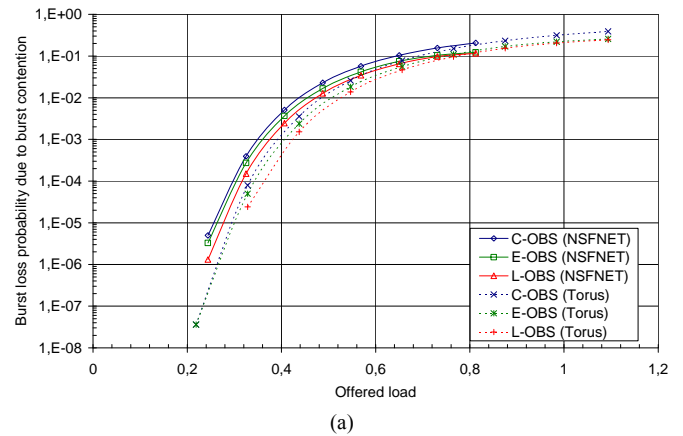 1,E+00
1,E-01
1,E-02
1,E-03
1,E-04
1,E-05
1,E-06
1,E-07
1,E-08
Burst loss probability due to burst contention
C-OBS (NSFNET)
E-OBS (NSFNET)
L-OBS (NSFNET)
C-OBS (Torus)
E-OBS (Torus)
L-OBS (Torus)
0 0,2 0,4 0,6 0,8 1 1,2
Offered load
(a)